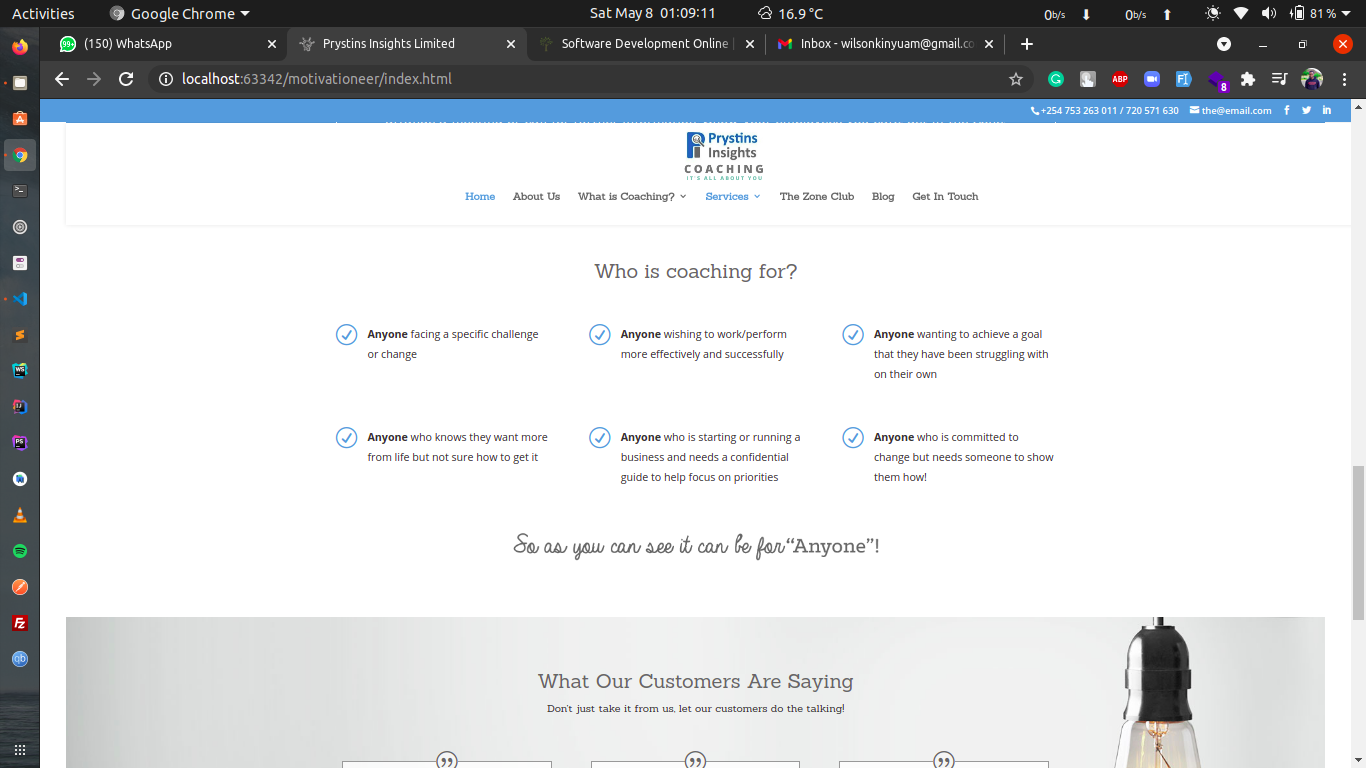 Activities
Google Chrome
Sat May 8 01:09:11
16.9 °C
0b/s
0b/s
81 %
99+
(150) WhatsApp
Prystins Insights Limited
Software Development Online
Inbox - wilsonkinyuam@gmail.co
localhost:63342/motivationeer/index.html
ABP
8
+254 753 263 011 / 720 571 630
the@email.com
Prystins
Insights
COACHING
IT'S ALL ABOUT YOU
Home
About Us
What is Coaching?
Services
The Zone Club
Blog
Get In Touch
Who is coaching for?
Anyone facing a specific challenge
or change
Anyone wishing to work/perform
more effectively and successfully
Anyone wanting to achieve a goal
that they have been struggling with
on their own
Anyone who knows they want more
from life but not sure how to get it
Anyone who is starting or running a
business and needs a confidential
guide to help focus on priorities
Anyone who is committed to
change but needs someone to show
them how!
So as you can see it can be for“Anyone”!
What Our Customers Are Saying
Don't just take it from us, let our customers do the talking!